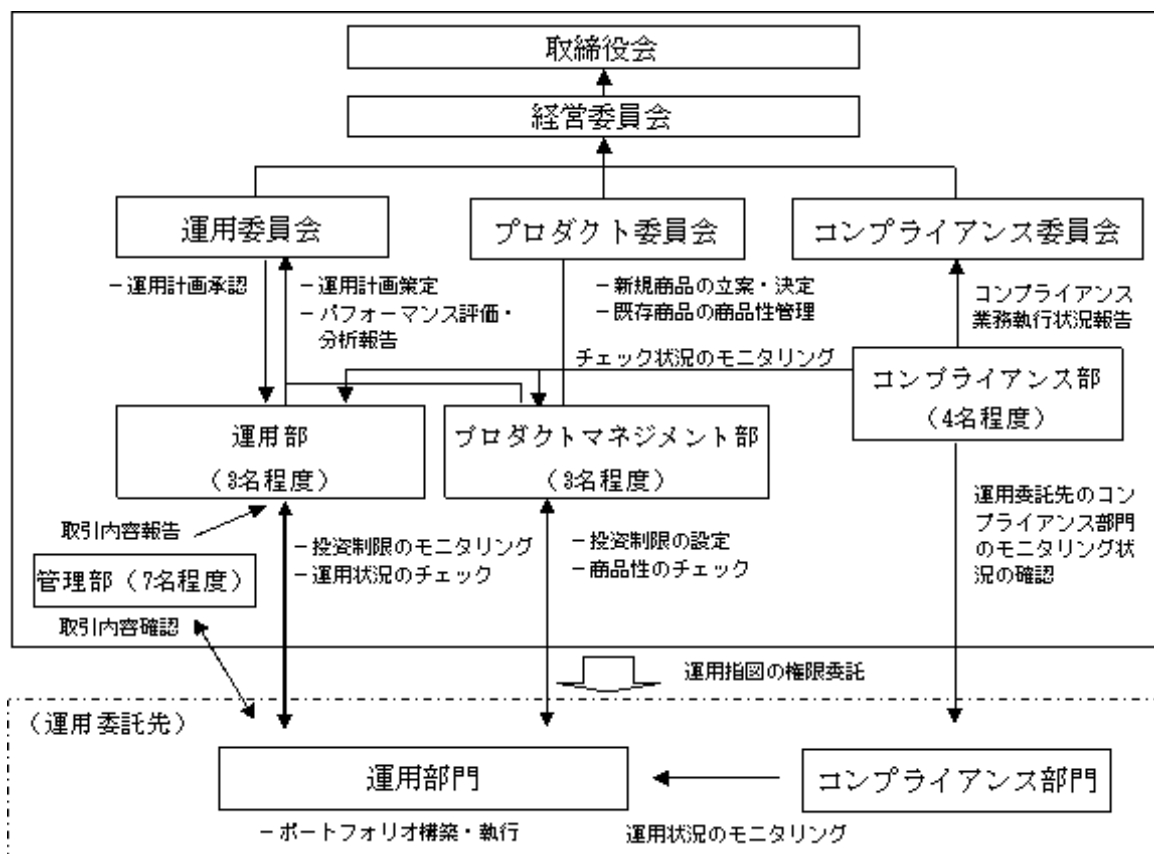 取締役会
経営委員会
運用委員会
プロダクト委員会
コンプライアンス委員会
－運用計画承認
－運用計画策定
－パフォーマンス評価・
分析報告
－新規商品の立案・決定
－既存商品の商品性管理
コンプライアンス
業務執行状況報告
チェック状況のモニタリング
運用部
（3名程度）
プロダクトマネジメント部
（3名程度）
コンプライアンス部
（4名程度）
取引内容報告
管理部（7名程度）
取引内容確認
－投資制限のモニタリング
－運用状況のチェック
－投資制限の設定
－商品性のチェック
運用委託先のコン
プライアンス部門
のモニタリング状
況の確認
運用指図の権限委託
（運用委託先）
運用部門
コンプライアンス部門
－ポートフォリオ構築・執行
運用状況のモニタリング